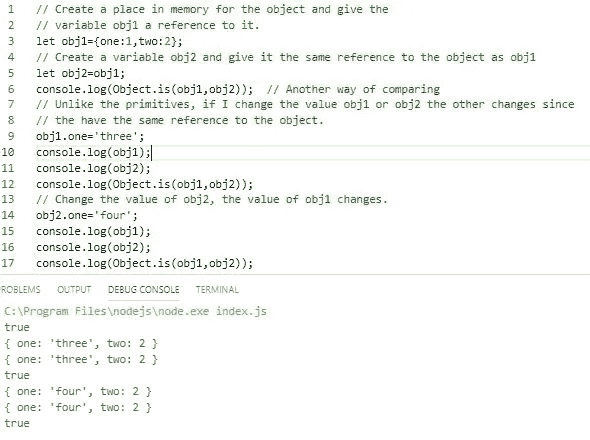 1 // Create a place in memory for the object and give the
2 // variable obj1 a reference to it.
3 let obj1={one:1,two:2};
4 // Create a variable obj2 and give it the same reference to the object as obj1
5 let obj2=obj1;
6 console.log(Object.is(obj1,obj2)); // Another way of comparing
7 // Unlike the primitives, if I change the value obj1 or obj2 the other changes since
8 // the have the same reference to the object.
9 obj1.one='three';
10 console.log(obj1);
11 console.log(obj2);
12 console.log(Object.is(obj1,obj2));
13 // Change the value of obj2, the value of obj1 changes.
14 obj2.one='four';
15 console.log(obj1);
16 console.log(obj2);
17 console.log(Object.is(obj1,obj2));
ROBLEMS OUTPUT DEBUG CONSOLE TERMINAL
C:\Program Files\nodejs\node.exe index.js
true
{ one: 'three', two: 2 }
{ one: 'three', two: 2 }
true
{ one: 'four', two: 2 }
{ one: 'four', two: 2 }
true